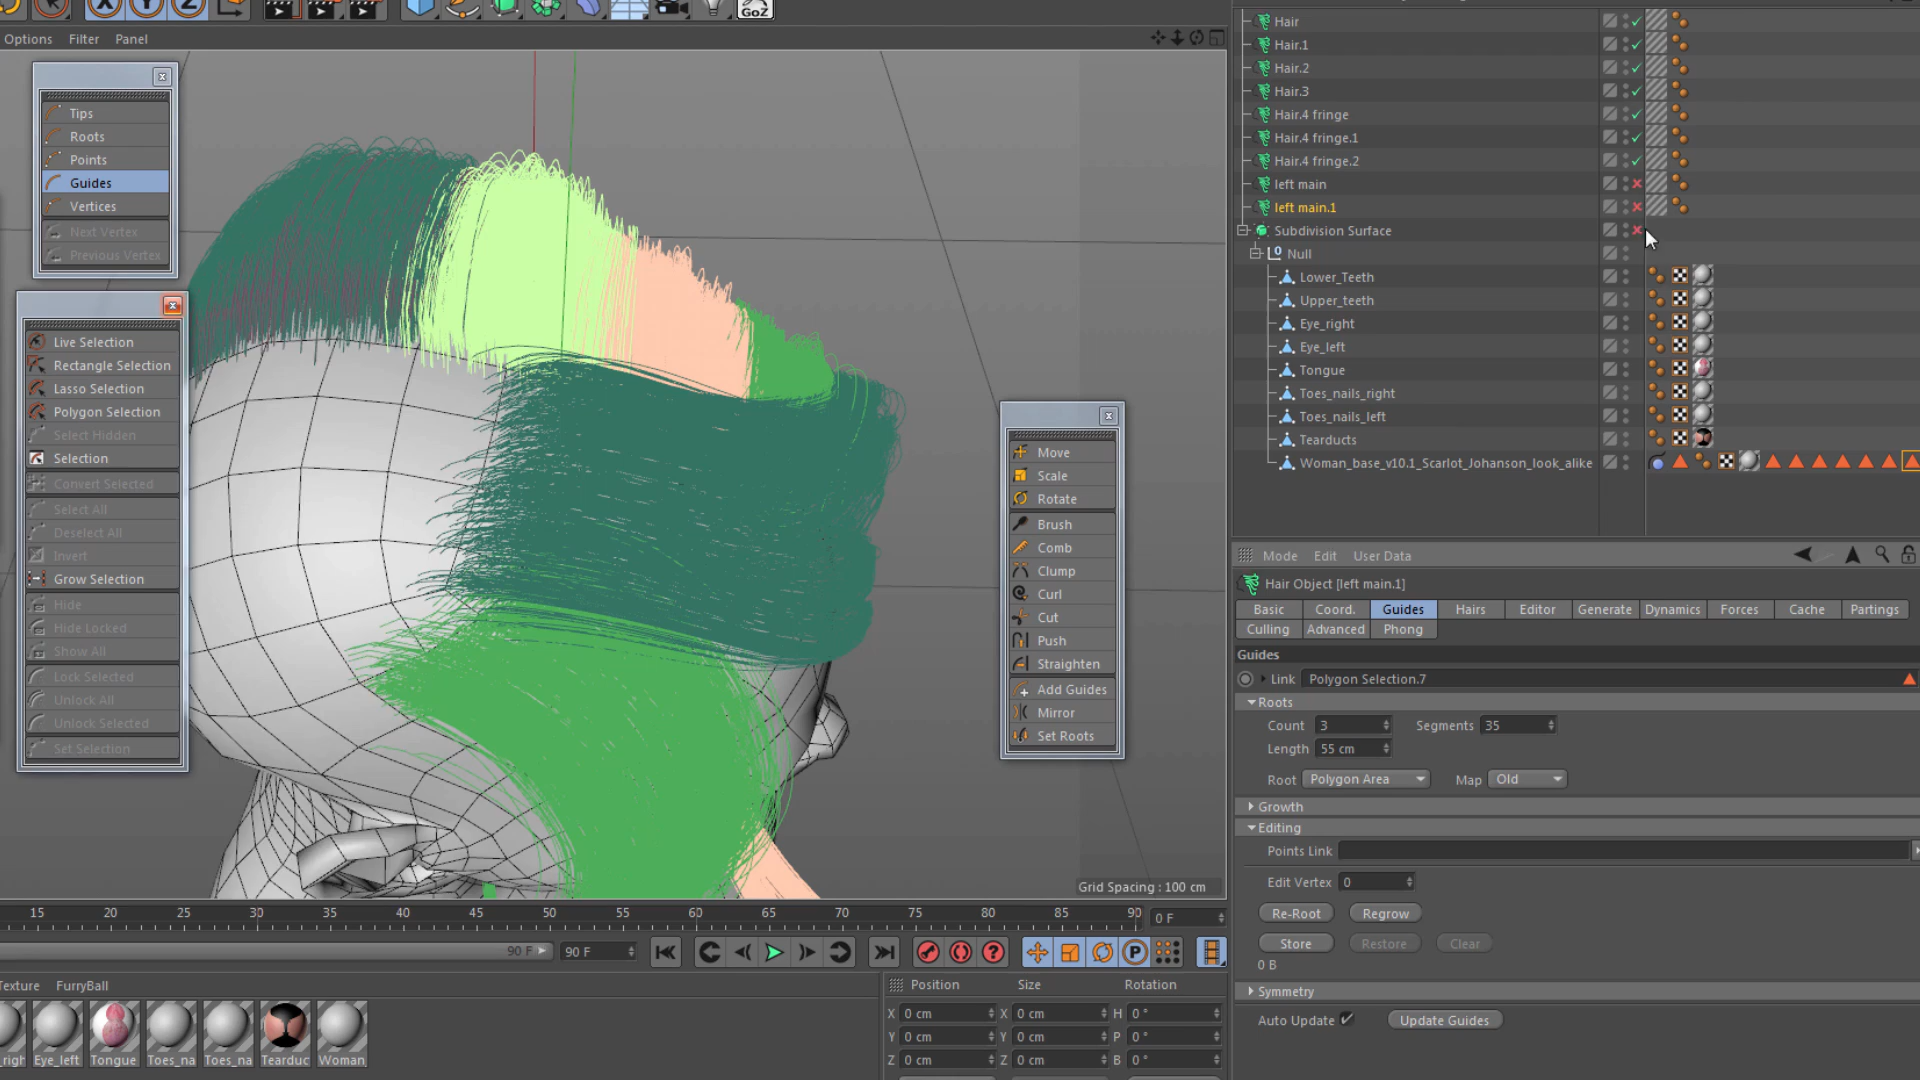 GoZ
Options Filter Panel
Tips
Roots
Points
Guides
Vertices
Next Vertex
Previous Vertex
Live Selection
Rectangle Selection
Lasso Selection
Polygon Selection
Select Hidden
Selection
Convert Selected
Select All
Deselect All
Invert
Grow Selection
Hide
Hide Locked
Show All
Lock Selected
Unlock All
Unlock Selected
Set Selection
Move
Scale
Rotate
Brush
Comb
Clump
Curl
Cut
Push
Straighten
Add Guides
Mirror
Set Roots
Grid Spacing : 100 cm
15 20 25 30 35 40 45 50 55 60 65 70 75 80 85 90 0 F
90 F 90 F
P
Texture FurryBall
Eye_left Tongue Toes_na Toes_na Tearduc Woman
Position Size Rotation
X 0 cm X 0 cm H 0 °
Y 0 cm Y 0 cm P 0 °
Z 0 cm Z 0 cm B 0 °
Hair
Hair.1
Hair.2
Hair.3
Hair.4 fringe
Hair.4 fringe.1
Hair.4 fringe.2
left main
left main.1
Subdivision Surface
Null
Lower_Teeth
Upper_teeth
Eye_right
Eye_left
Tongue
Toes_nails_right
Toes_nails_left
Tearducts
Woman_base_v10.1_Scarlot_Johanson_look_alike
Mode Edit User Data
Hair Object [left main.1]
Basic Coord. Guides Hairs Editor Generate Dynamics Forces Cache Partings
Culling Advanced Phong
Guides
Link Polygon Selection.7
Roots
Count 3 Segments 35
Length 55 cm
Root Polygon Area Map Old
Growth
Editing
Points Link
Edit Vertex 0
Re-Root Regrow
Store Restore Clear
0 B
Symmetry
Auto Update Update Guides